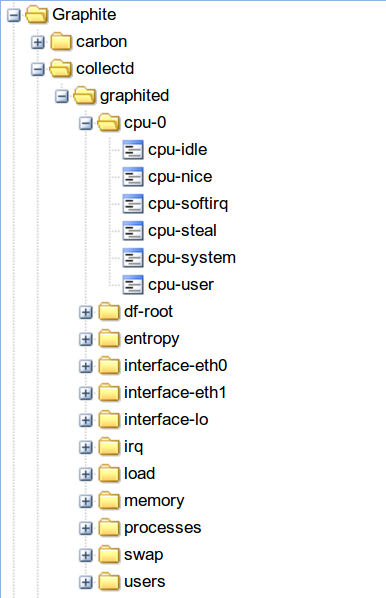 Graphite
carbon
collectd
graphited
cpu-0
cpu-idle
cpu-nice
cpu-softirq
cpu-steal
cpu-system
cpu-user
df-root
entropy
interface-eth0
interface-eth1
interface-lo
irq
load
memory
processes
swap
users